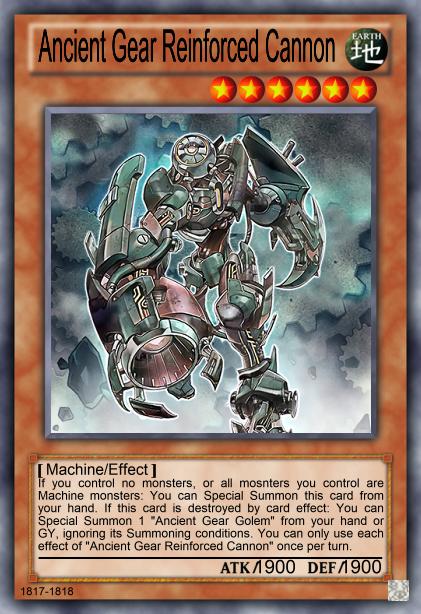 Ancient Gear Reinforced Cannon
EARTH
地
[ Machine/Effect ]
If you control no monsters, or all mosnters you control are
Machine monsters: You can Special Summon this card from
your hand. If this card is destroyed by card effect: You can
Special Summon 1 "Ancient Gear Golem" from your hand or
GY, ignoring its Summoning conditions. You can only use each
effect of "Ancient Gear Reinforced Cannon" once per turn.
ATK/1900 DEF/1900
1817-1818